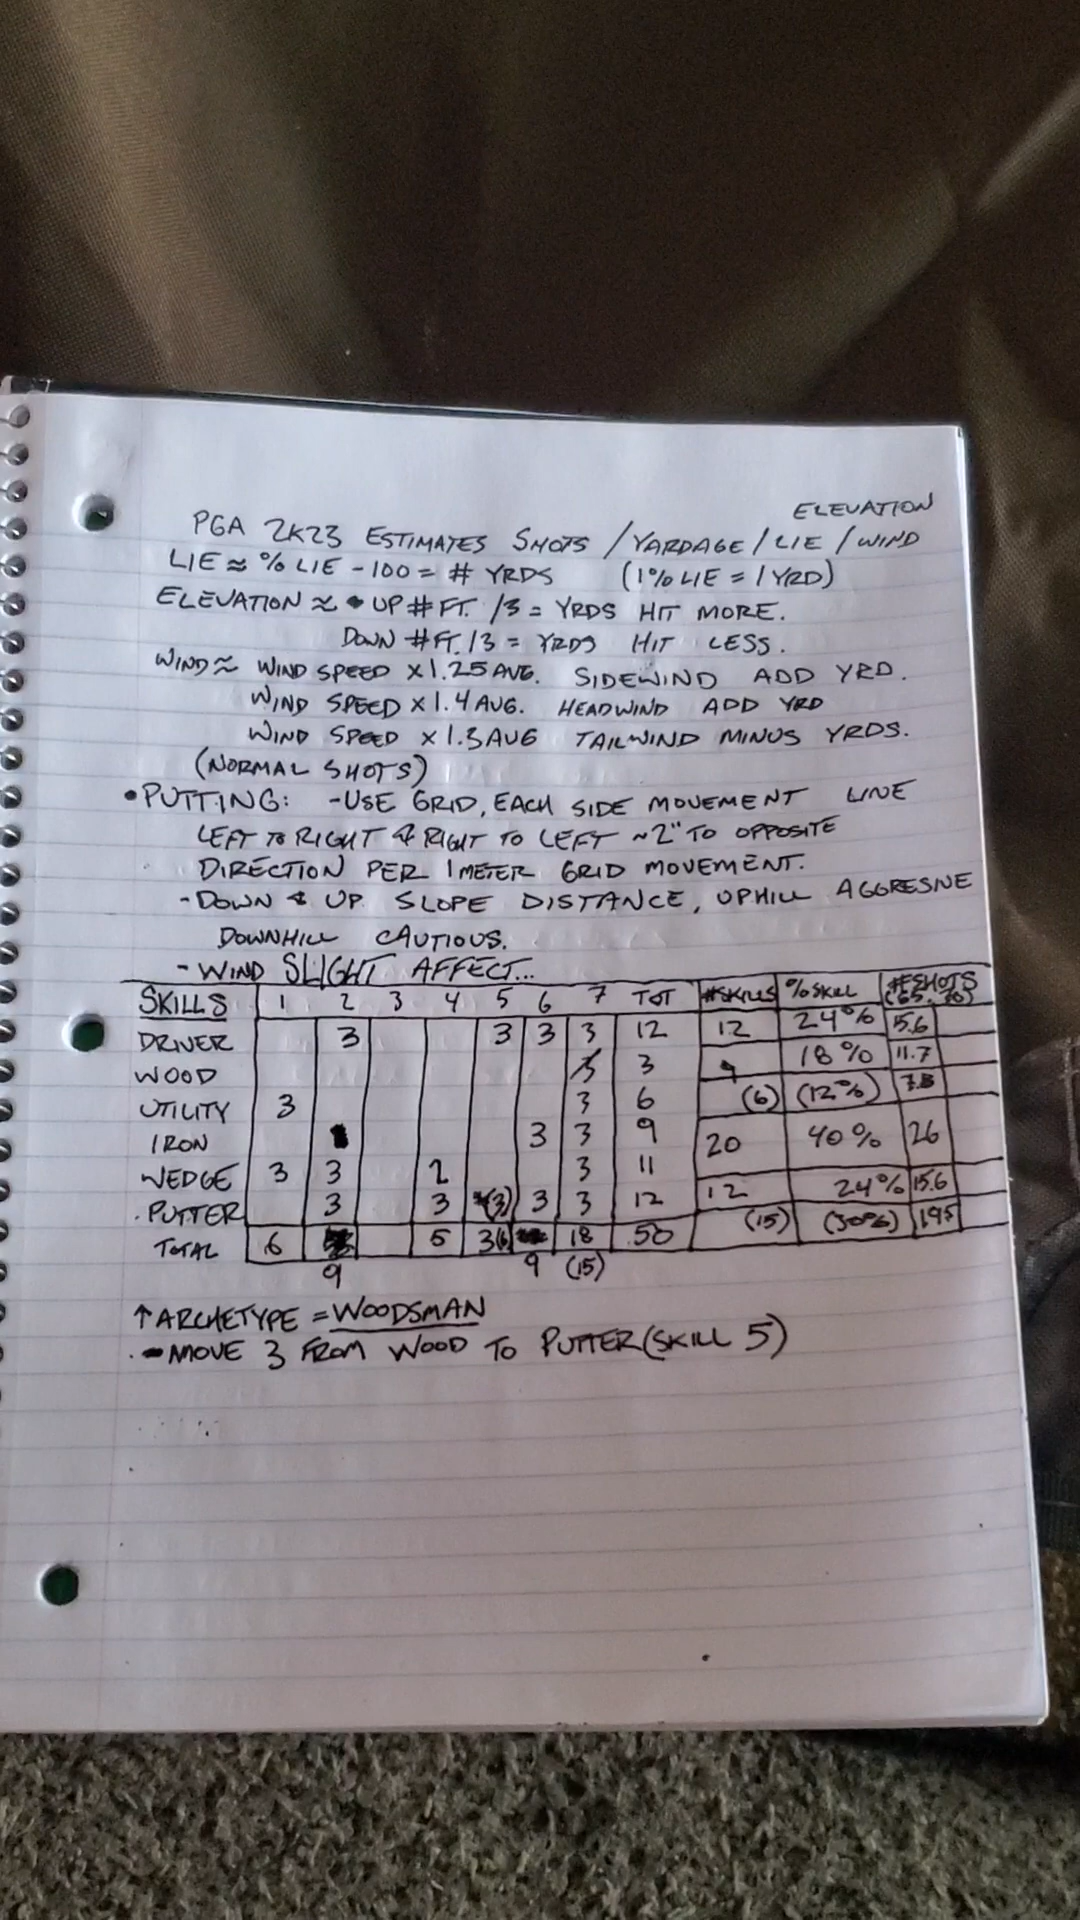 ELEVATION
PGA 2K23 ESTIMATES SHOTS / YARDAGE / LIE / WIND
LIE ≈ % LIE - 100 = # YRDS (1% LIE = 1 YRD)
ELEVATION ≈ UP # FT. /3 = YRDS HIT MORE.
DOWN # FT. /3 = YRDS HIT LESS.
WIND ≈ WIND SPEED X 1.25 AVG. SIDEWIND ADD YRD.
WIND SPEED X 1.4 AVG. HEADWIND ADD YRD
WIND SPEED X 1.3 AVG TAILWIND MINUS YRDS.
(NORMAL SHOTS)
• PUTTING: - USE GRID, EACH SIDE MOVEMENT LINE
LEFT TO RIGHT & RIGHT TO LEFT ~2" TO OPPOSITE
DIRECTION PER 1 METER GRID MOVEMENT.
- DOWN & UP SLOPE DISTANCE, UPHILL AGGRESIVE
DOWNHILL CAUTIOUS.
- WIND SLIGHT AFFECT...
SKILLS 1 2 3 4 5 6 7 TOT #SKILLS % SKILL # SHOTS
DRIVER 3 3 3 3 12 12 24% 15.6
WOOD 3 3 9 18% 11.7
UTILITY 3 3 6 (6) (12%) 7.8
IRON 3 3 9 20 40% 26
WEDGE 3 3 2 3 11 12 24% 15.6
PUTTER 3 3 (3) 3 3 12 (15) (30%) 19.5
TOTAL 6 5 3(6) 18 50
9 9 (15)
↑ ARCHETYPE = WOODSMAN
- MOVE 3 FROM WOOD TO PUTTER (SKILL 5)